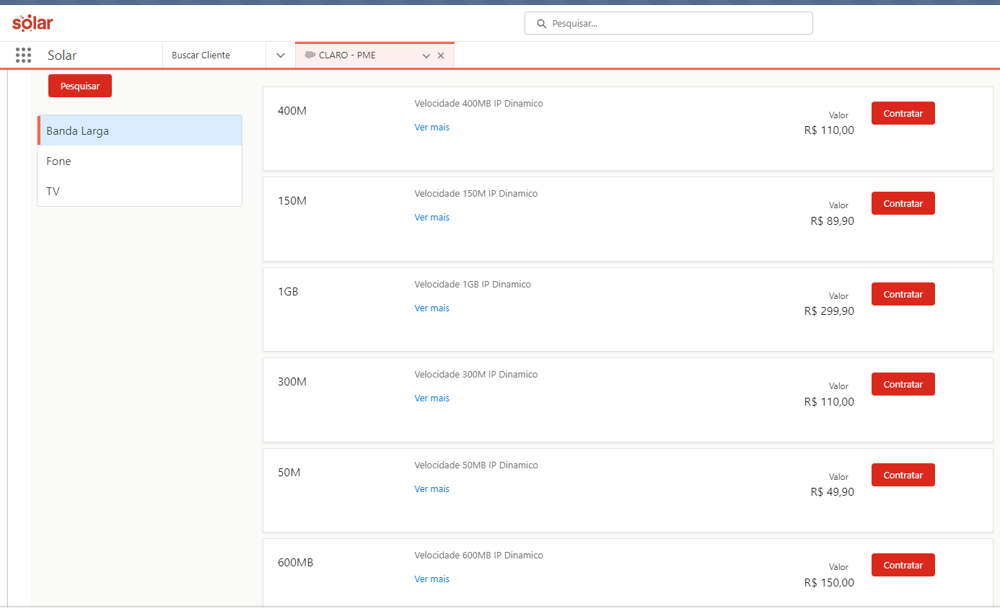 solar
Pesquisar...
Solar
Buscar Cliente
CLARO - PME
Pesquisar
Banda Larga
Fone
TV
400M
Velocidade 400MB IP Dinamico
Ver mais
Valor
R$ 110,00
Contratar
150M
Velocidade 150M IP Dinamico
Ver mais
Valor
R$ 89,90
Contratar
1GB
Velocidade 1GB IP Dinamico
Ver mais
Valor
R$ 299,90
Contratar
300M
Velocidade 300M IP Dinamico
Ver mais
Valor
R$ 110,00
Contratar
50M
Velocidade 50MB IP Dinamico
Ver mais
Valor
R$ 49,90
Contratar
600MB
Velocidade 600MB IP Dinamico
Ver mais
Valor
R$ 150,00
Contratar